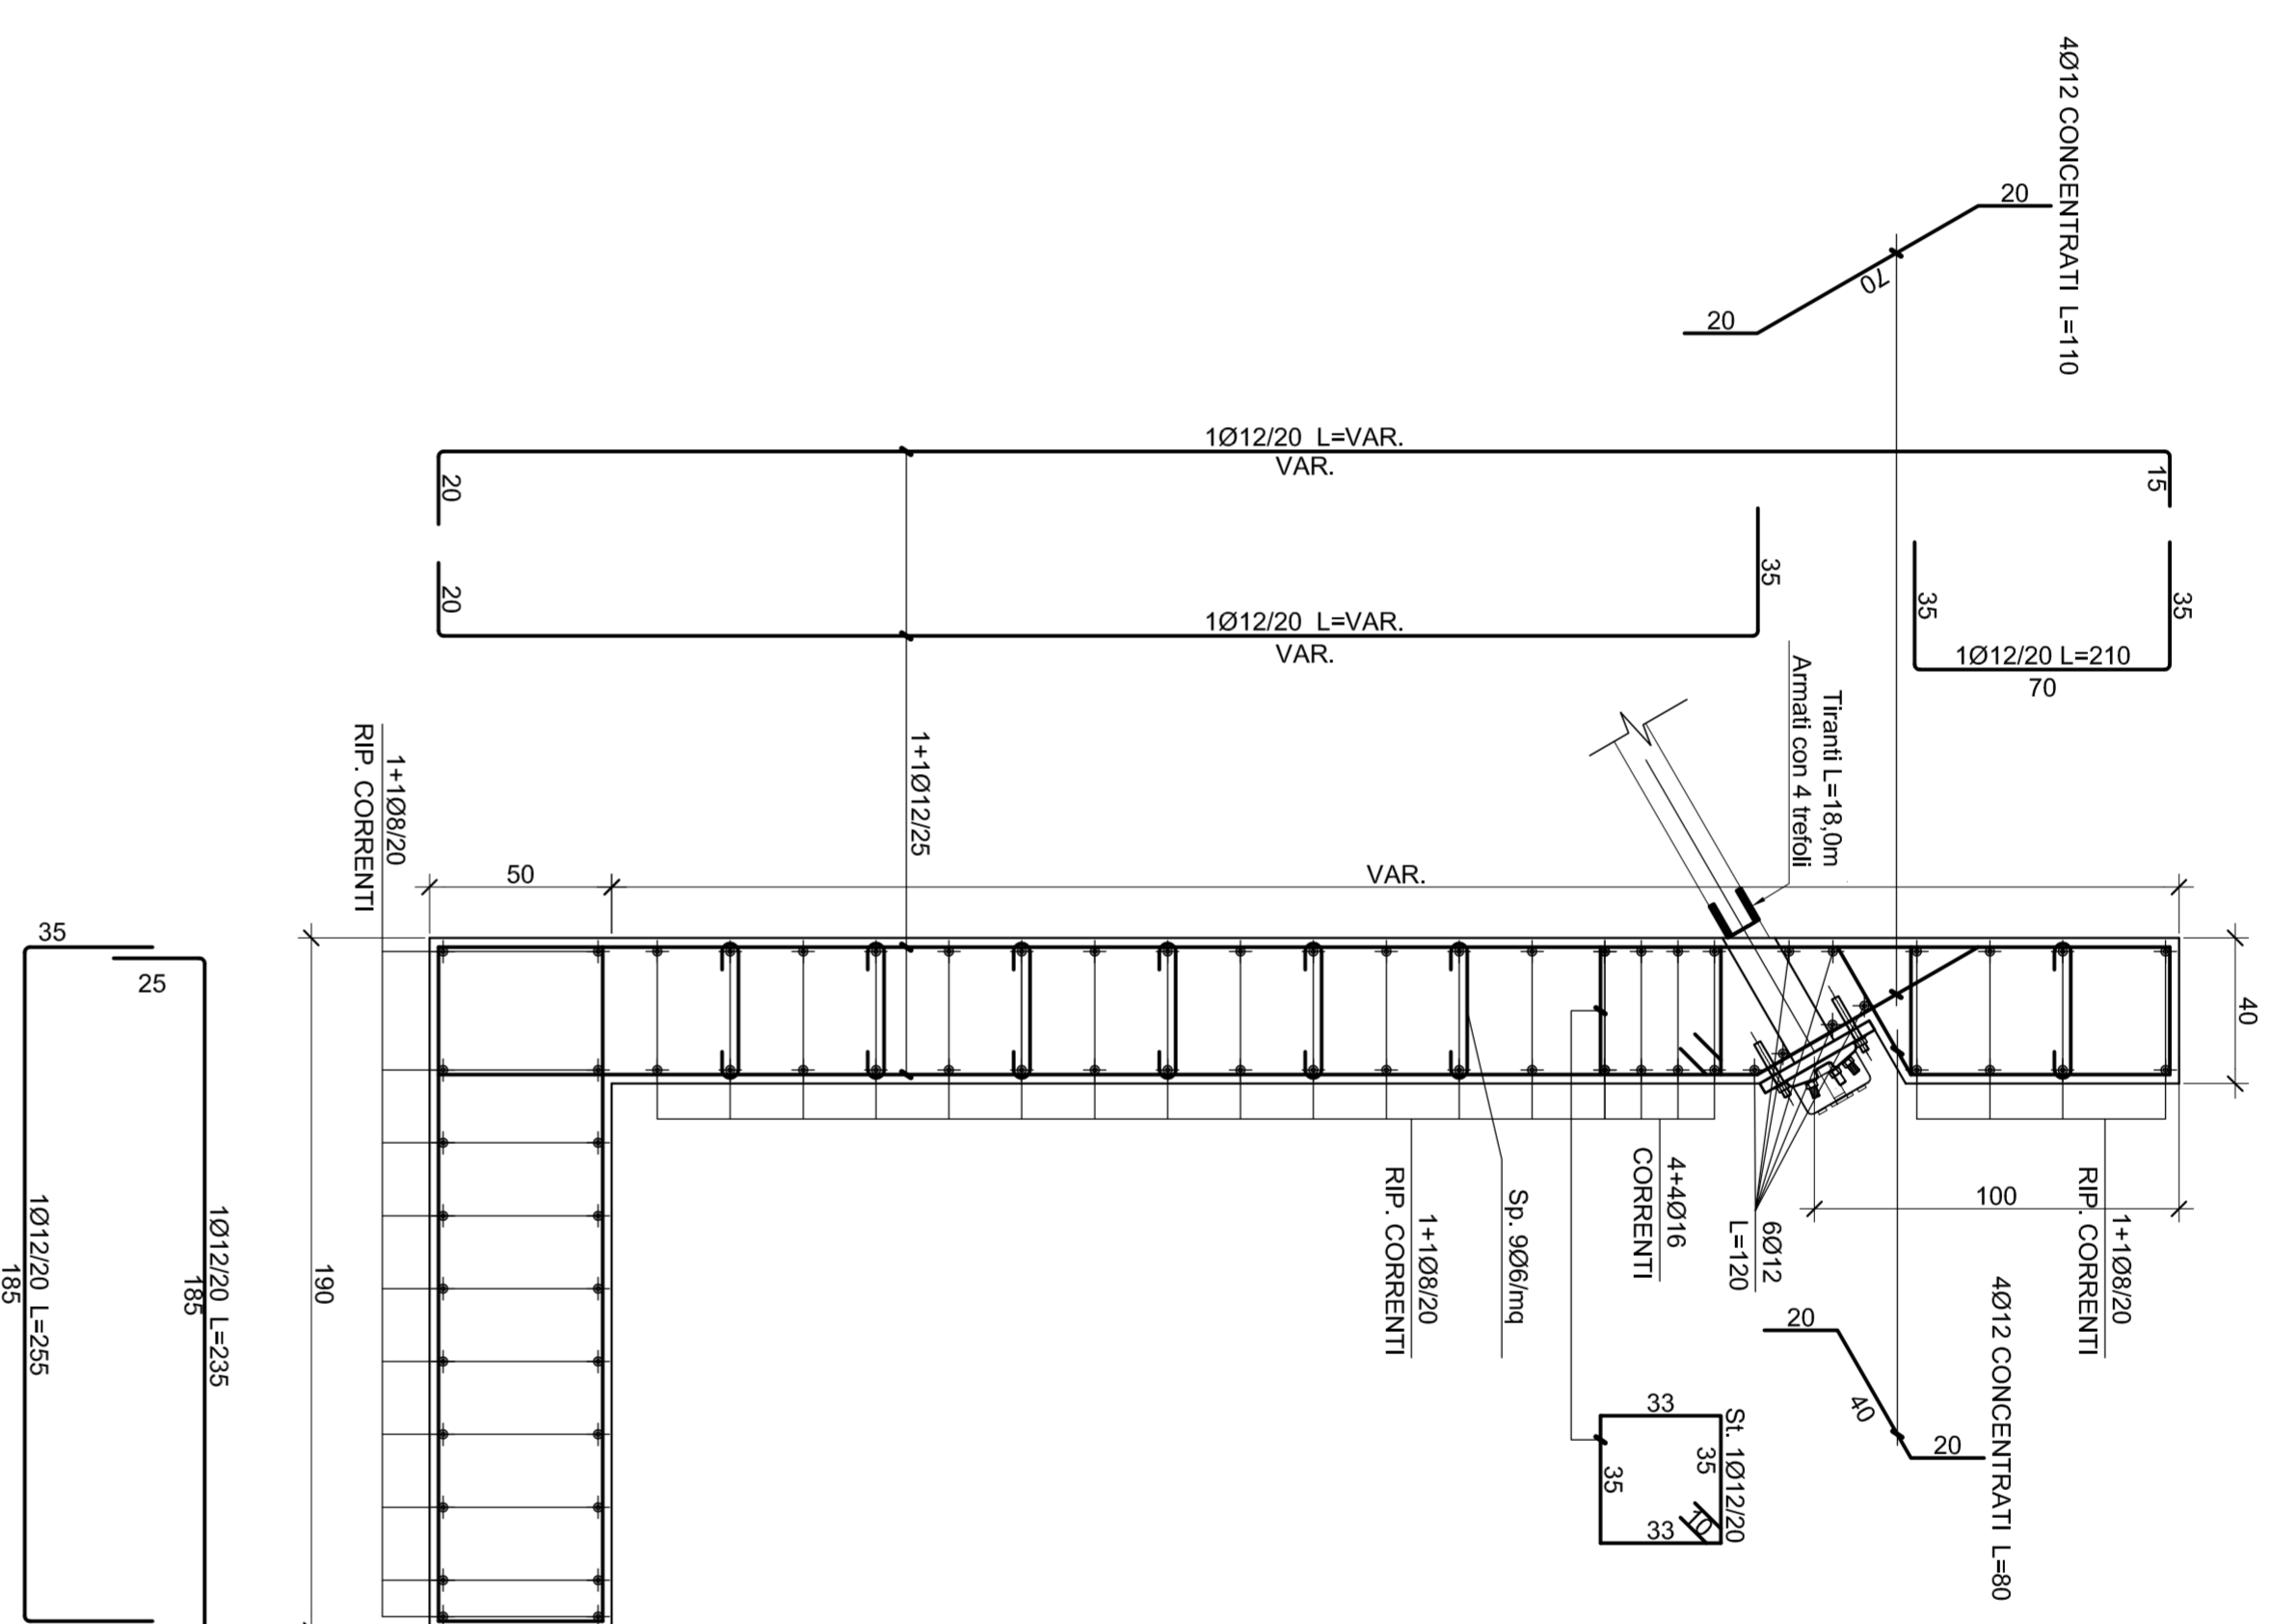 4Ø12 CONCENTRATI L=110
20
70
20
1Ø12/20 L=VAR.
VAR.
20
15
20
35
1Ø12/20 L=VAR.
VAR.
35
35
1Ø12/20 L=210
70
Tiranti L=18,0m
Armati con 4 trefoli
1+1Ø12/25
1+1Ø8/20
RIP. CORRENTI
50
VAR.
40
100
1+1Ø8/20
RIP. CORRENTI
6Ø12
L=120
4+4Ø16
CORRENTI
Sp. 9Ø6/mq
1+1Ø8/20
RIP. CORRENTI
4Ø12 CONCENTRATI L=80
20
40
20
St. 1Ø12/20
33
35
35
33
10
35
25
1Ø12/20 L=235
185
1Ø12/20 L=255
185
190